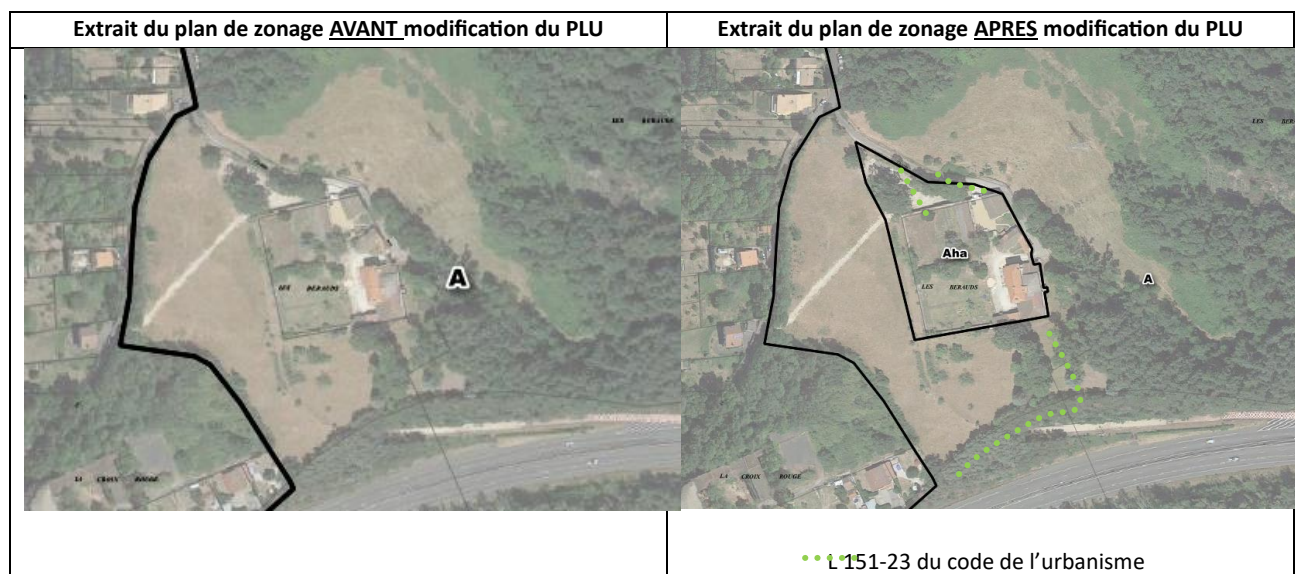 Extrait du plan de zonage AVANT modification du PLU
Extrait du plan de zonage APRES modification du PLU
LES
A
LES BERAUDS
LA CROIX ROUGE
LES
Aha
LES BERAUDS
A
LA CROIX ROUGE
L 151-23 du code de l’urbanisme